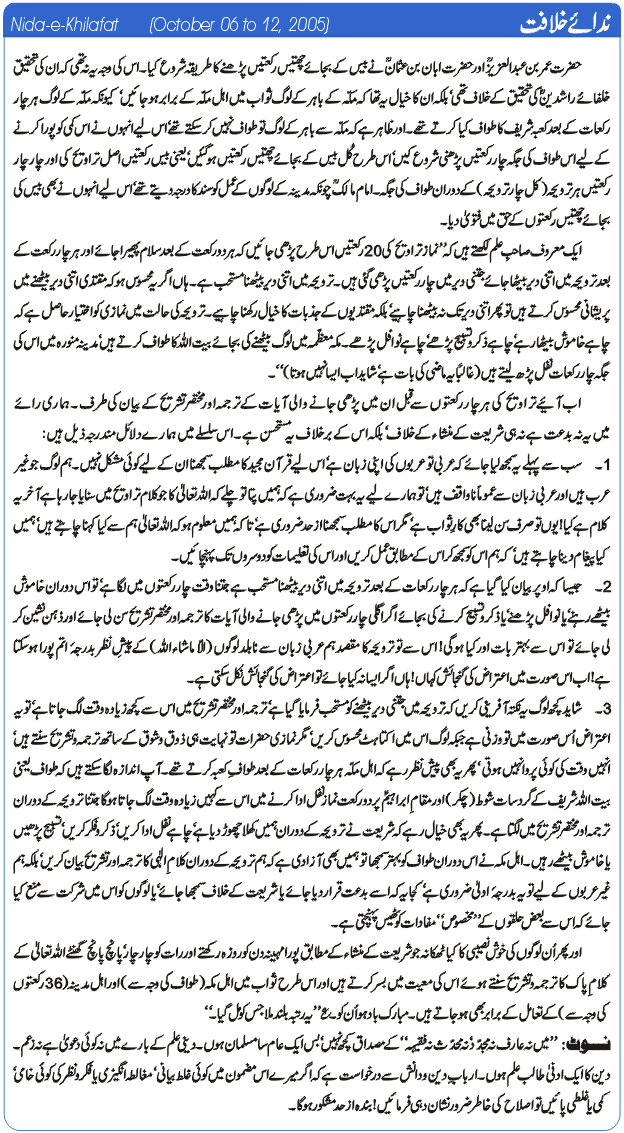 Nida-e-Khilafat (October 06 to 12, 2005) ندائے خلافت
حضرت عمر بن عبدالعزیزؒ اور حضرت ابان بن عثمانؒ نے بیس کے بجائے چھتیس رکعتیں پڑھنے کا طریقہ شروع کیا۔ اس کی وجہ یہ نہ تھی کہ ان کی تحقیق
خلفائے راشدینؓ کی تحقیق کے خلاف تھی‘ بلکہ ان کا خیال یہ تھا کہ مکہ کے باہر کے لوگ ثواب میں اہل مکہ کے برابر ہو جائیں‘ کیونکہ مکہ کے لوگ ہر چار
رکعات کے بعد کعبہ شریف کا طواف کیا کرتے تھے۔ اور ظاہر ہے کہ مکہ سے باہر کے لوگ تو طواف نہیں کر سکتے تھے‘ اس لیے انہوں نے اس کمی کو پورا کرنے
کے لیے اس طواف کی جگہ چار رکعتیں پڑھنی شروع کیں‘ اس طرح کُل بیس کے بجائے چھتیس رکعتیں ہو گئیں‘ یعنی بیس رکعتیں اصل تراویح کی اور چار چار
رکعتیں ہر ترویحہ (کل چار ترویحہ) کے دوران طواف کی جگہ۔ امام مالکؒ چونکہ مدینہ کے لوگوں کے عمل کو سند کا درجہ دیتے تھے‘ اس لیے انہوں نے بھی بیس کی
بجائے چھتیس رکعتوں کے حق میں فتویٰ دیا۔
ایک معروف صاحب علم لکھتے ہیں کہ ’’نماز تراویح کی 20 رکعتیں اس طرح پڑھی جائیں کہ ہر دو رکعت کے بعد سلام پھیرا جائے اور ہر چار رکعت کے
بعد ترویحہ میں اتنی دیر بیٹھا جائے جتنی دیر میں چار رکعتیں پڑھی گئی ہیں۔ ترویحہ میں اتنی دیر بیٹھنا مستحب ہے۔ ہاں اگر یہ محسوس ہو کہ مقتدی اتنی دیر بیٹھنے میں
پریشانی محسوس کرتے ہیں تو پھر اتنی دیر تک نہ بیٹھنا چاہیے‘ بلکہ مقتدیوں کے جذبات کا خیال رکھنا چاہیے۔ ترویحہ کی حالت میں نمازی کو اختیار حاصل ہے کہ
چاہے خاموش بیٹھا رہے‘ چاہے ذکر و تسبیح پڑھے‘ چاہے نوافل پڑھے۔ مکہ معظمہ میں لوگ بیٹھنے کی بجائے بیت اللہ کا طواف کرتے ہیں‘ مدینہ منورہ میں اس کی
جگہ چار رکعات نفل پڑھ لیتے ہیں (غالباً یہ ماضی کی بات ہے‘ شاید اب ایسا نہیں ہوتا)‘‘۔
اب آیئے تراویح کی ہر چار رکعتوں سے قبل ان میں پڑھی جانے والی آیات کے ترجمہ اور مختصر تشریح کے بیان کی طرف۔ ہماری رائے
میں یہ نہ بدعت ہے نہ ہی شریعت کے منشاء کے خلاف‘ بلکہ اس کے برخلاف یہ مستحسن ہے۔ اس سلسلے میں ہمارے دلائل مندرجہ ذیل ہیں:
1۔ سب سے پہلے یہ سمجھ لیا جائے کہ عربی تو عربوں کی اپنی زبان ہے‘ اس لیے قرآن مجید کا مطلب سمجھنا ان کے لیے کوئی مشکل نہیں۔ ہم لوگ جو غیر
عرب ہیں اور عربی زبان سے عموماً ناواقف ہیں‘ تو ہمارے لیے یہ بہت ضروری ہے کہ ہمیں پتا تو چلے کہ اللہ تعالیٰ کا جو کلام تراویح میں سنایا جا رہا ہے آخر یہ
کلام ہے کیا! یوں تو صرف سن لینا بھی کارِ ثواب ہے‘ مگر اس کا مطلب سمجھنا ازحد ضروری ہے‘ تاکہ ہمیں معلوم ہو کہ اللہ تعالیٰ ہم سے کیا کہنا چاہتے ہیں‘ ہمیں
کیا پیغام دینا چاہتے ہیں‘ کہ ہم اس کو سمجھ کر اس کے مطابق عمل کریں اور اس کی تعلیمات کو دوسروں تک پہنچائیں۔
2۔ جیسا کہ اوپر بیان کیا گیا ہے کہ ہر چار رکعات کے بعد ترویحہ میں اتنی دیر بیٹھنا مستحب ہے جتنا وقت چار رکعتوں میں لگا ہے‘ تو اس دوران خاموش
بیٹھے رہنے یا نوافل پڑھنے‘ یا ذکر و تسبیح کرنے کی بجائے اگر اگلی چار رکعتوں میں پڑھی جانے والی آیات کا ترجمہ اور مختصر تشریح سن لی جائے اور ذہن نشین کر
لی جائے تو اس سے بہتر بات اور کیا ہو گی! اس سے تو ترویحہ کا مقصد ہم عربی زبان سے نابلد لوگوں (الا ماشاء اللہ) کے پیشِ نظر بدرجۂ اتم پورا ہو سکتا
ہے! اب اس صورت میں اعتراض کی گنجائش کہاں! ہاں اگر ایسا نہ کیا جائے تو اعتراض کی گنجائش نکل سکتی ہے۔
3۔ شاید کچھ لوگ یہ نکتہ آفرینی کریں کہ ترویحہ میں جتنی دیر بیٹھنے کو مستحب فرمایا گیا ہے‘ ترجمہ اور مختصر تشریح میں اس سے کچھ زیادہ وقت لگ جاتا ہے‘ تو یہ
اعتراض اُس صورت میں تو وزنی ہے جبکہ لوگ اس میں اکتاہٹ محسوس کریں‘ مگر نمازی حضرات تو نہایت ہی ذوق و شوق کے ساتھ ترجمہ و تشریح سنتے ہیں‘
انہیں وقت کی کوئی پروا نہیں ہوتی‘ پھر یہ بھی پیش نظر رہے کہ اہل مکہ ہر چار رکعات کے بعد طوافِ کعبہ کرتے تھے۔ آپ اندازہ لگا سکتے ہیں کہ طواف یعنی
بیت اللہ شریف کے گرد سات شوط (چکر) اور مقام ابراہیمؑ پر دو رکعت نماز نفل ادا کرنے میں اس سے کہیں زیادہ وقت لگ جاتا ہو گا جتنا ترویحہ کے دوران
ترجمہ اور مختصر تشریح میں لگتا ہے۔ پھر یہ بھی خیال رہے کہ شریعت نے ترویحہ کے دوران ہمیں کھلا چھوڑ دیا ہے‘ چاہے نفل ادا کریں‘ ذکر و فکر کریں‘ تسبیح پڑھیں
یا خاموش بیٹھے رہیں۔ اہل مکہ نے اس دوران طواف کو بہتر سمجھا تو ہمیں بھی آزادی ہے کہ ہم ترویحہ کے دوران کلام الٰہی کا ترجمہ اور تشریح بیان کریں‘ بلکہ ہم
غیر عربوں کے لیے تو یہ بدرجۂ اولیٰ ضروری ہے‘ کجا یہ کہ اسے بدعت قرار دیا جائے یا شریعت کے خلاف سمجھا جائے‘ یا لوگوں کو اس میں شرکت سے منع کیا
جائے کہ اس سے بعض حلقوں کے ’’مخصوص‘‘ مفادات کو ٹھیس پہنچتی ہے۔
اور پھر اُن لوگوں کی خوش نصیبی کا کیا ٹھکانہ جو شریعت کے منشاء کے مطابق پورا مہینہ دن کو روزہ رکھتے اور رات کو چار چار‘ پانچ پانچ گھنٹے اللہ تعالیٰ کے
کلامِ پاک کا ترجمہ و تشریح سنتے ہوئے اس کی معیت میں بسر کرتے ہیں اور اس طرح ثواب میں اہل مکہ (طواف کی وجہ سے) اور اہل مدینہ (36 رکعتوں
کی وجہ سے) کے تعامل کے برابر بھی ہو جاتے ہیں۔ مبارک باد ہو اُن کو۔ ع ’’یہ رتبہ بلند ملا جس کو مل گیا۔‘‘
نوٹ: ’’میں نہ عارف‘ نہ مجدّد‘ نہ محدّث‘ نہ فقیہہ‘‘ کے مصداق کچھ نہیں‘ بس ایک عام سا مسلمان ہوں۔ دینی علم کے بارے میں نہ کوئی دعویٰ ہے نہ زعم۔
دین کا ایک ادنیٰ طالب علم ہوں۔ اربابِ دین و دانش سے درخواست ہے کہ اگر میرے اس مضمون میں کوئی غلط بیانی‘ مغالطہ انگیزی یا فکر و نظر کی کوئی خامی‘
کمی یا غلطی پائیں تو اصلاح کی خاطر ضرور نشان دہی فرمائیں! بندہ ازحد مشکور ہو گا۔